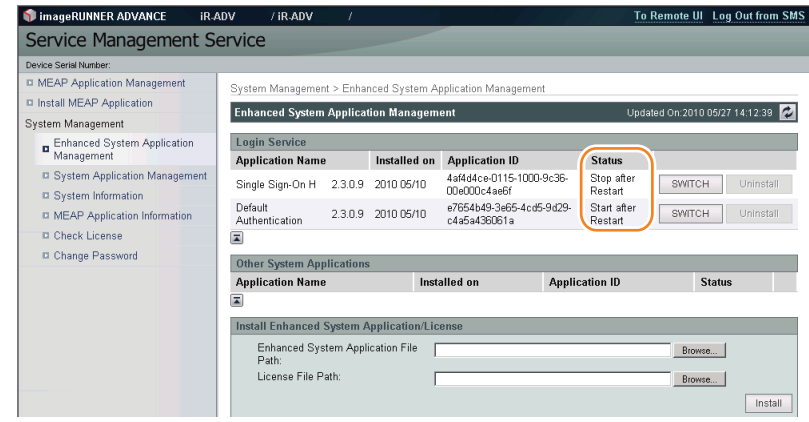 imageRUNNER ADVANCE iR-ADV / iR-ADV / To Remote UI Log Out from SMS
Service Management Service
Device Serial Number:
MEAP Application Management
Install MEAP Application
System Management
Enhanced System Application
Management
System Application Management
System Information
MEAP Application Information
Check License
Change Password
System Management > Enhanced System Application Management
Enhanced System Application Management Updated On:2010 05/27 14:12:39
Login Service
Application Name Installed on Application ID Status
Single Sign-On H 2.3.0.9 2010 05/10 4af4d4ce-0115-1000-9c36-
00e000c4ae6f Stop after
Restart SWITCH Uninstall
Default
Authentication 2.3.0.9 2010 05/10 e7654b49-3e65-4cd5-9d29-
c4a5a436061a Start after
Restart SWITCH Uninstall
Other System Applications
Application Name Installed on Application ID Status
Install Enhanced System Application/License
Enhanced System Application File
Path: Browse...
License File Path: Browse...
Install